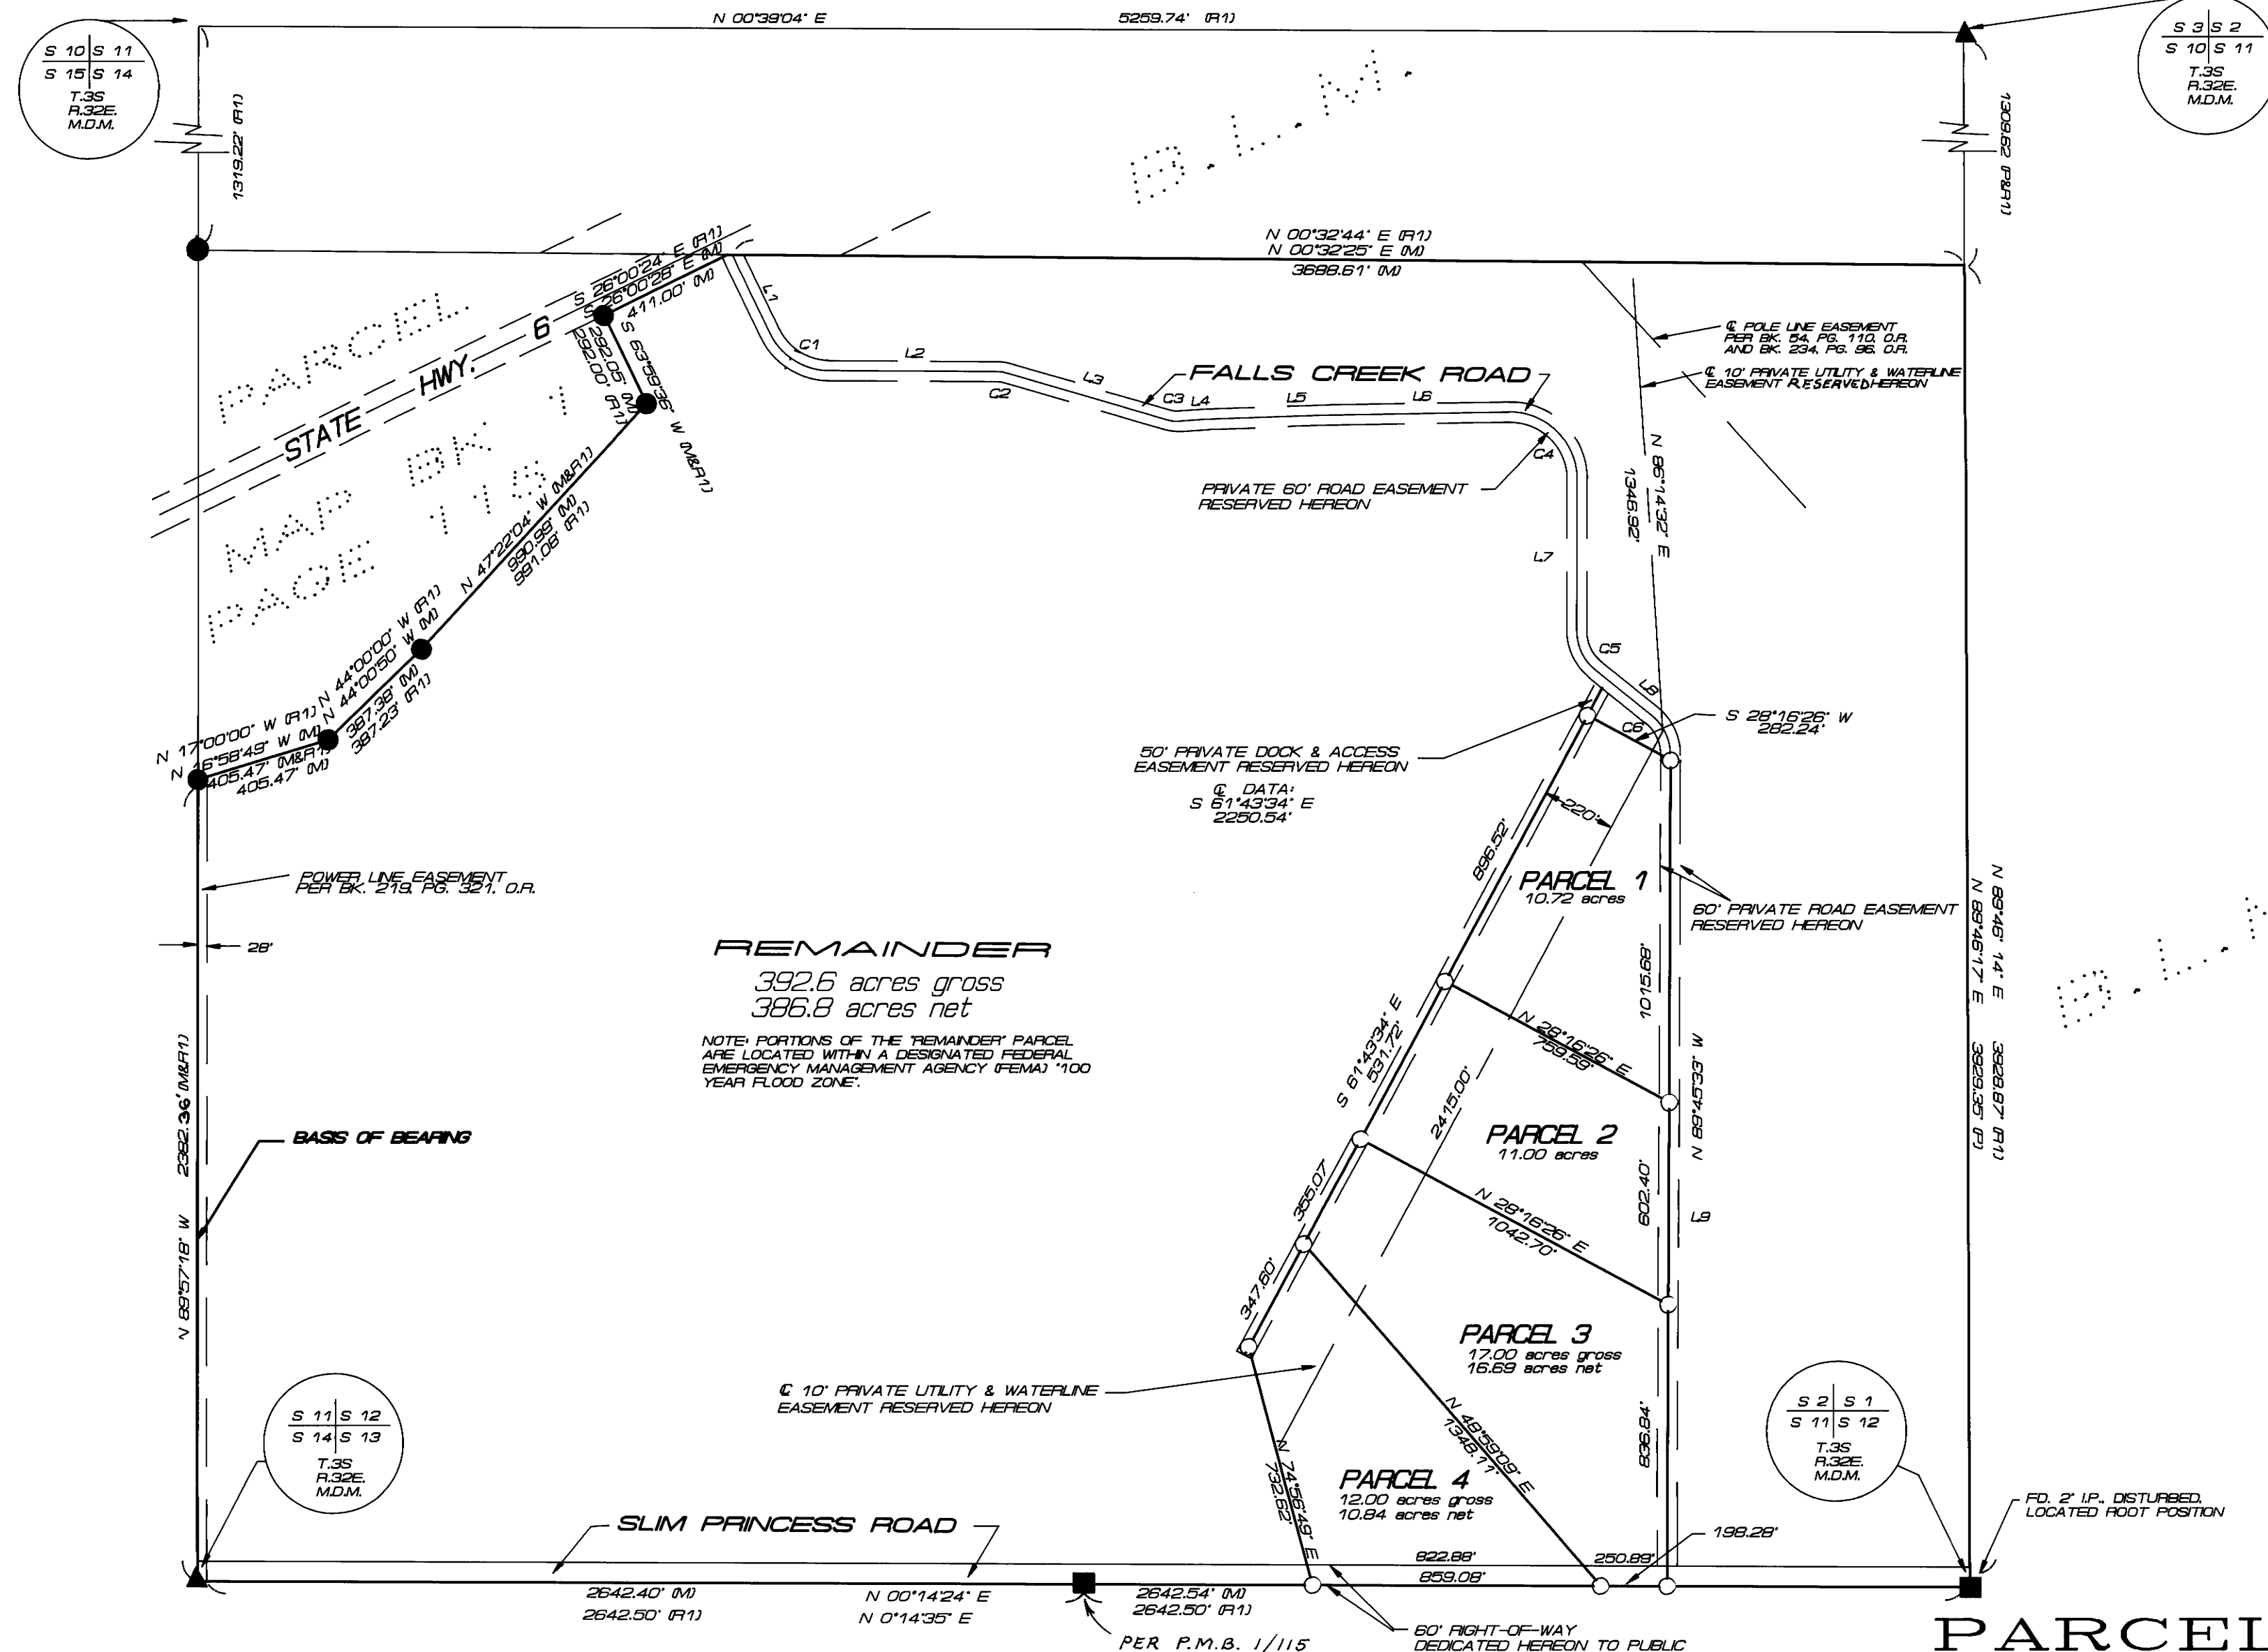 N 00°39'04" E 5259.74' (R1)
S 10 S 11
S 15 S 14
T.3S
R.32E.
M.D.M.
S 3 S 2
S 10 S 11
T.3S
R.32E.
M.D.M.
1319.22' (R1)
1309.62 (P&R1)
B.L.M.
N 00°32'44" E (R1)
N 00°32'25" E (M)
3688.61' (M)
S 26°00'24" E (R1)
S 26°00'28" E (M)
411.00' (M)
S 63°59'36" W (M&R1)
292.05' (M)
292.00' (R1)
PARCEL 1
MAP BK 1
PAGE 115
STATE HWY. 6
L1
C1
L2
C2
L3
C3
L4
L5
L6
FALLS CREEK ROAD
C4
℄ POLE LINE EASEMENT
PER BK. 54, PG. 110, O.R.
AND BK. 234, PG. 96, O.R.
℄ 10' PRIVATE UTILITY & WATERLINE
EASEMENT RESERVED HEREON
PRIVATE 60' ROAD EASEMENT
RESERVED HEREON
N 86°14'32" E
1346.92'
L7
C5
L8
C6
N 47°22'04" W (M&R1)
990.99' (M)
991.08' (R1)
N 44°00'00" W (R1)
N 44°00'50" W (M)
387.38' (M)
387.23' (R1)
N 17°00'00" W (R1)
N 16°58'49" W (M)
405.47' (M&R1)
405.47' (M)
S 28°16'26" W
282.24'
50' PRIVATE DOCK & ACCESS
EASEMENT RESERVED HEREON
℄ DATA:
S 61°43'34" E
2250.54'
220'
896.52'
PARCEL 1
10.72 acres
60' PRIVATE ROAD EASEMENT
RESERVED HEREON
1015.68'
POWER LINE EASEMENT
PER BK. 219, PG. 321, O.R.
28'
REMAINDER
392.6 acres gross
386.8 acres net
NOTE: PORTIONS OF THE "REMAINDER" PARCEL
ARE LOCATED WITHIN A DESIGNATED FEDERAL
EMERGENCY MANAGEMENT AGENCY (FEMA) "100
YEAR FLOOD ZONE".
N 89°46' 14" E 3928.87' (R1)
N 89°46'17" E 3929.35' (P)
B.L.
N 28°16'26" E
759.59'
S 61°43'34" E
531.72'
2415.00'
N 89°45'33" W
PARCEL 2
11.00 acres
602.40'
L9
BASIS OF BEARING
N 89°57'18" W 2382.36' (M&R1)
355.07'
N 28°16'26" E
1042.70'
347.60'
PARCEL 3
17.00 acres gross
16.69 acres net
℄ 10' PRIVATE UTILITY & WATERLINE
EASEMENT RESERVED HEREON
836.84'
N 48°59'09" E
1348.11'
N 74°56'49" E
732.62'
PARCEL 4
12.00 acres gross
10.84 acres net
S 11 S 12
S 14 S 13
T.3S
R.32E.
M.D.M.
S 2 S 1
S 11 S 12
T.3S
R.32E.
M.D.M.
FD. 2" I.P., DISTURBED,
LOCATED ROOT POSITION
SLIM PRINCESS ROAD
198.28'
822.88' 250.89'
859.08'
2642.40' (M) N 00°14'24" E 2642.54' (M)
2642.50' (R1) N 0°14'35" E 2642.50' (R1)
PER P.M.B. 1/115
60' RIGHT-OF-WAY
DEDICATED HEREON TO PUBLIC
PARCEL